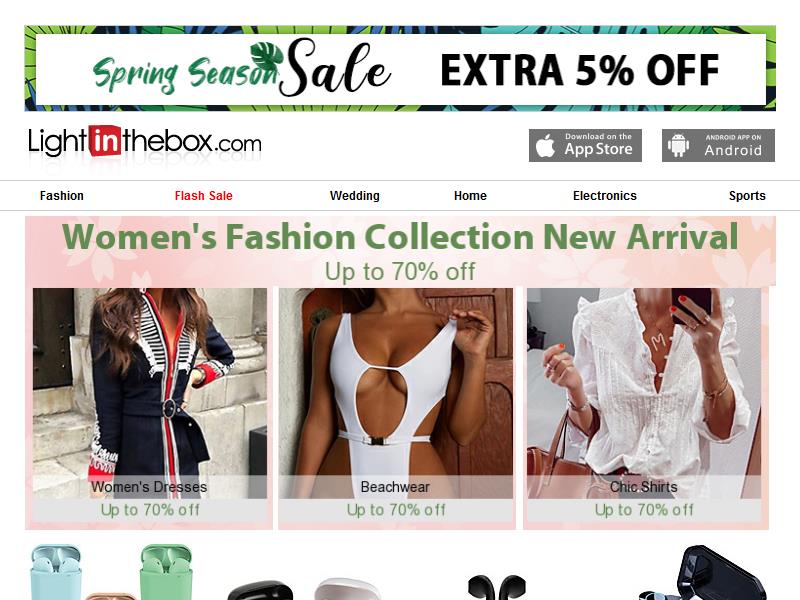 Spring Season Sale EXTRA 5% OFF
Lightinthebox.com
Download on the
App Store
ANDROID APP ON
Android
Fashion Flash Sale Wedding Home Electronics Sports
Women's Fashion Collection New Arrival
Up to 70% off
Women's Dresses
Up to 70% off
Beachwear
Up to 70% off
Chic Shirts
Up to 70% off
M